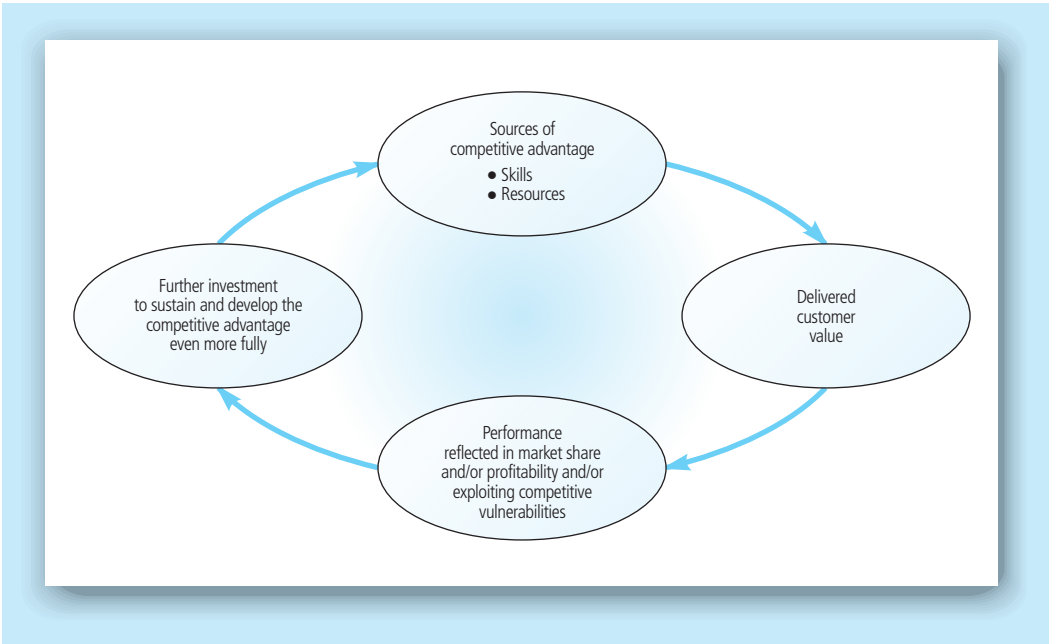 Sources of
competitive advantage
● Skills
● Resources
Delivered
customer
value
Performance
reflected in market share
and/or profitability and/or
exploiting competitive
vulnerabilities
Further investment
to sustain and develop the
competitive advantage
even more fully